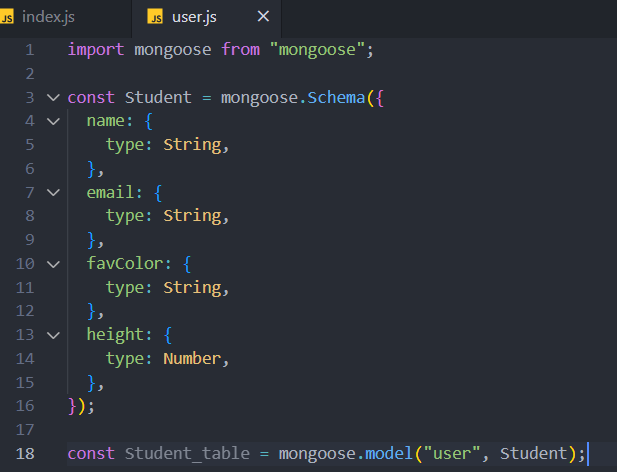 JS index.js JS user.js ×
1 import mongoose from "mongoose";
2
3 const Student = mongoose.Schema({
4   name: {
5     type: String,
6   },
7   email: {
8     type: String,
9   },
10   favColor: {
11     type: String,
12   },
13   height: {
14     type: Number,
15   },
16 });
17
18 const Student_table = mongoose.model("user", Student);